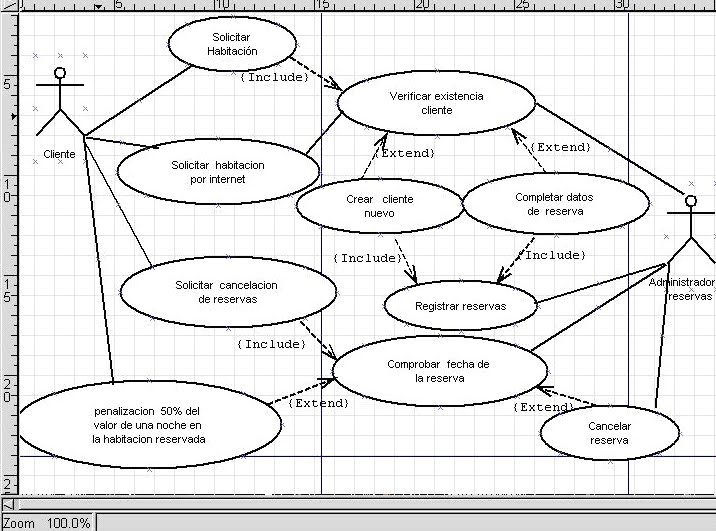 5
15
20
30
Solicitar
Habitación
{Include}
5
Verificar existencia
cliente
Cliente
{Extend}
{Extend}
Solicitar habitacion
por internet
1
0
Crear cliente
nuevo
Completar datos
de reserva
{Include}
{Include}
Administrador
reservas
Solicitar cancelacion
de reservas
1
5
Registrar reservas
{Include}
Comprobar fecha de
la reserva
2
0
{Extend}
{Extend}
penalizacion 50% del
valor de una noche en
la habitacion reservada
Cancelar
reserva
2
Zoom 100.0%